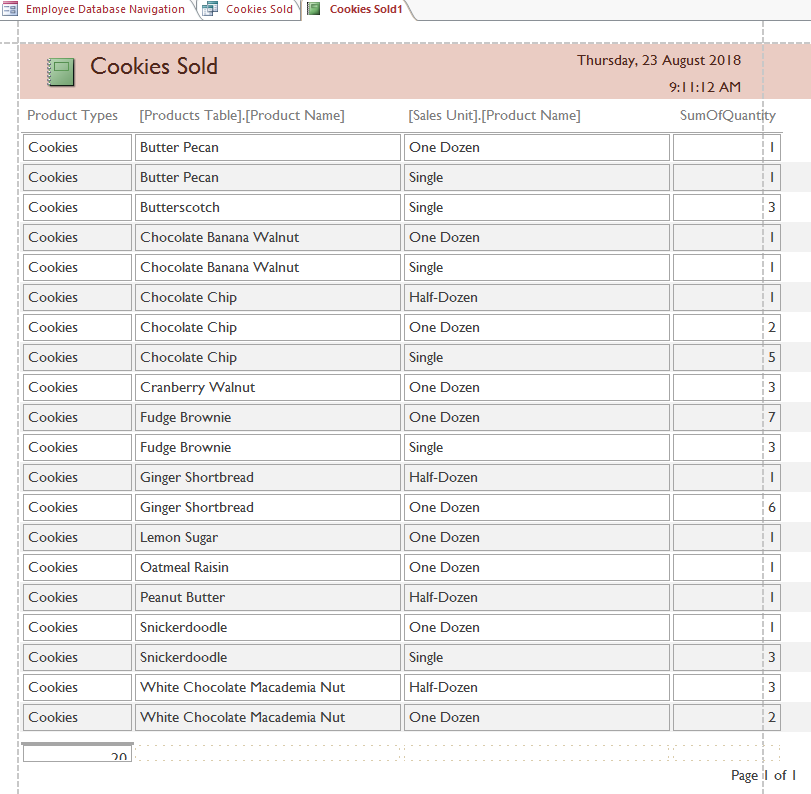 Employee Database Navigation Cookies Sold Cookies Sold1
Cookies Sold Thursday, 23 August 2018
9:11:12 AM
Product Types [Products Table].[Product Name] [Sales Unit].[Product Name] SumOfQuantity
Cookies Butter Pecan One Dozen 1
Cookies Butter Pecan Single 1
Cookies Butterscotch Single 3
Cookies Chocolate Banana Walnut One Dozen 1
Cookies Chocolate Banana Walnut Single 1
Cookies Chocolate Chip Half-Dozen 1
Cookies Chocolate Chip One Dozen 2
Cookies Chocolate Chip Single 5
Cookies Cranberry Walnut One Dozen 3
Cookies Fudge Brownie One Dozen 7
Cookies Fudge Brownie Single 3
Cookies Ginger Shortbread Half-Dozen 1
Cookies Ginger Shortbread One Dozen 6
Cookies Lemon Sugar One Dozen 1
Cookies Oatmeal Raisin One Dozen 1
Cookies Peanut Butter Half-Dozen 1
Cookies Snickerdoodle One Dozen 1
Cookies Snickerdoodle Single 3
Cookies White Chocolate Macademia Nut Half-Dozen 3
Cookies White Chocolate Macademia Nut One Dozen 2
20
Page 1 of 1